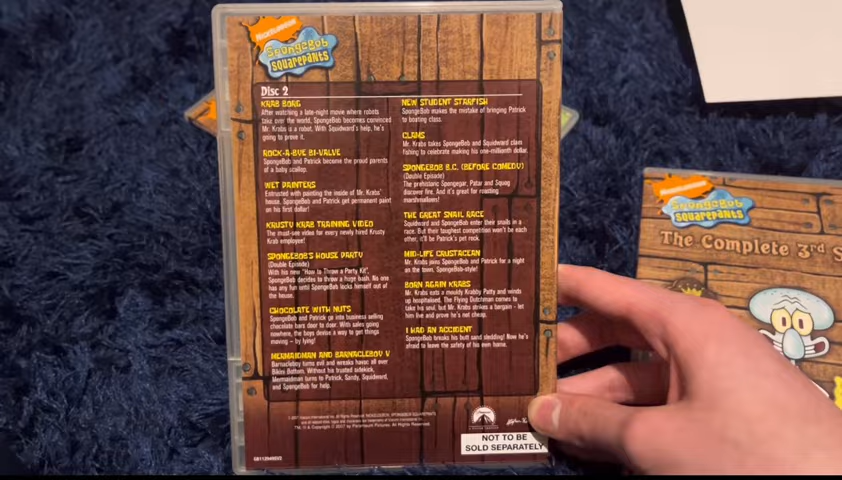 NICKELODEON
SpongeBob
SQUAREPANTS
Disc 2
KRAB BORG
After watching a late-night movie where robots
take over the world, SpongeBob becomes convinced
Mr. Krabs is a robot. With Squidward's help, he's
going to prove it.
ROCK-A-BYE BI-VALVE
SpongeBob and Patrick become the proud parents
of a baby scallop.
WET PAINTERS
Entrusted with painting the inside of Mr. Krabs'
house, SpongeBob and Patrick get permanent paint
on his first dollar!
KRUSTY KRAB TRAINING VIDEO
The must-see video for every newly hired Krusty
Krab employee!
SPONGEBOB'S HOUSE PARTY
(Double Episode)
With his new "How to Throw a Party Kit",
SpongeBob decides to throw a huge bash. No one
has any fun until SpongeBob locks himself out of
the house.
CHOCOLATE WITH NUTS
SpongeBob and Patrick go into business selling
chocolate bars door to door. With sales going
nowhere, the boys devise a way to get things
moving – by lying!
MERMAIDMAN AND BARNACLEBOY V
Barnacleboy turns evil and wreaks havoc all over
Bikini Bottom. Without his trusted sidekick,
Mermaidman turns to Patrick, Sandy, Squidward,
and SpongeBob for help.
NEW STUDENT STARFISH
SpongeBob makes the mistake of bringing Patrick
to boating class.
CLAMS
Mr. Krabs takes SpongeBob and Squidward clam
fishing to celebrate making his one-millionth dollar.
SPONGEBOB B.C. (BEFORE COMEDY)
(Double Episode)
The prehistoric Spongegar, Patar and Squog
discover fire. And it's great for roasting
marshmallows!
THE GREAT SNAIL RACE
Squidward and SpongeBob enter their snails in a
race. But their toughest competition won't be each
other, it'll be Patrick's pet rock.
MID-LIFE CRUSTACEAN
Mr. Krabs joins SpongeBob and Patrick for a night
on the town, SpongeBob-style!
BORN AGAIN KRABS
Mr. Krabs eats a mouldy Krabby Patty and winds
up hospitalised. The Flying Dutchman comes to
take his soul, but Mr. Krabs strikes a bargain - let
him live and prove he's not cheap.
I HAD AN ACCIDENT
SpongeBob breaks his butt sand sledding! Now he's
afraid to leave the safety of his own home.
NOT TO BE
SOLD SEPARATELY
NICKELODEON
SpongeBob
SQUAREPANTS
The Complete 3rd S